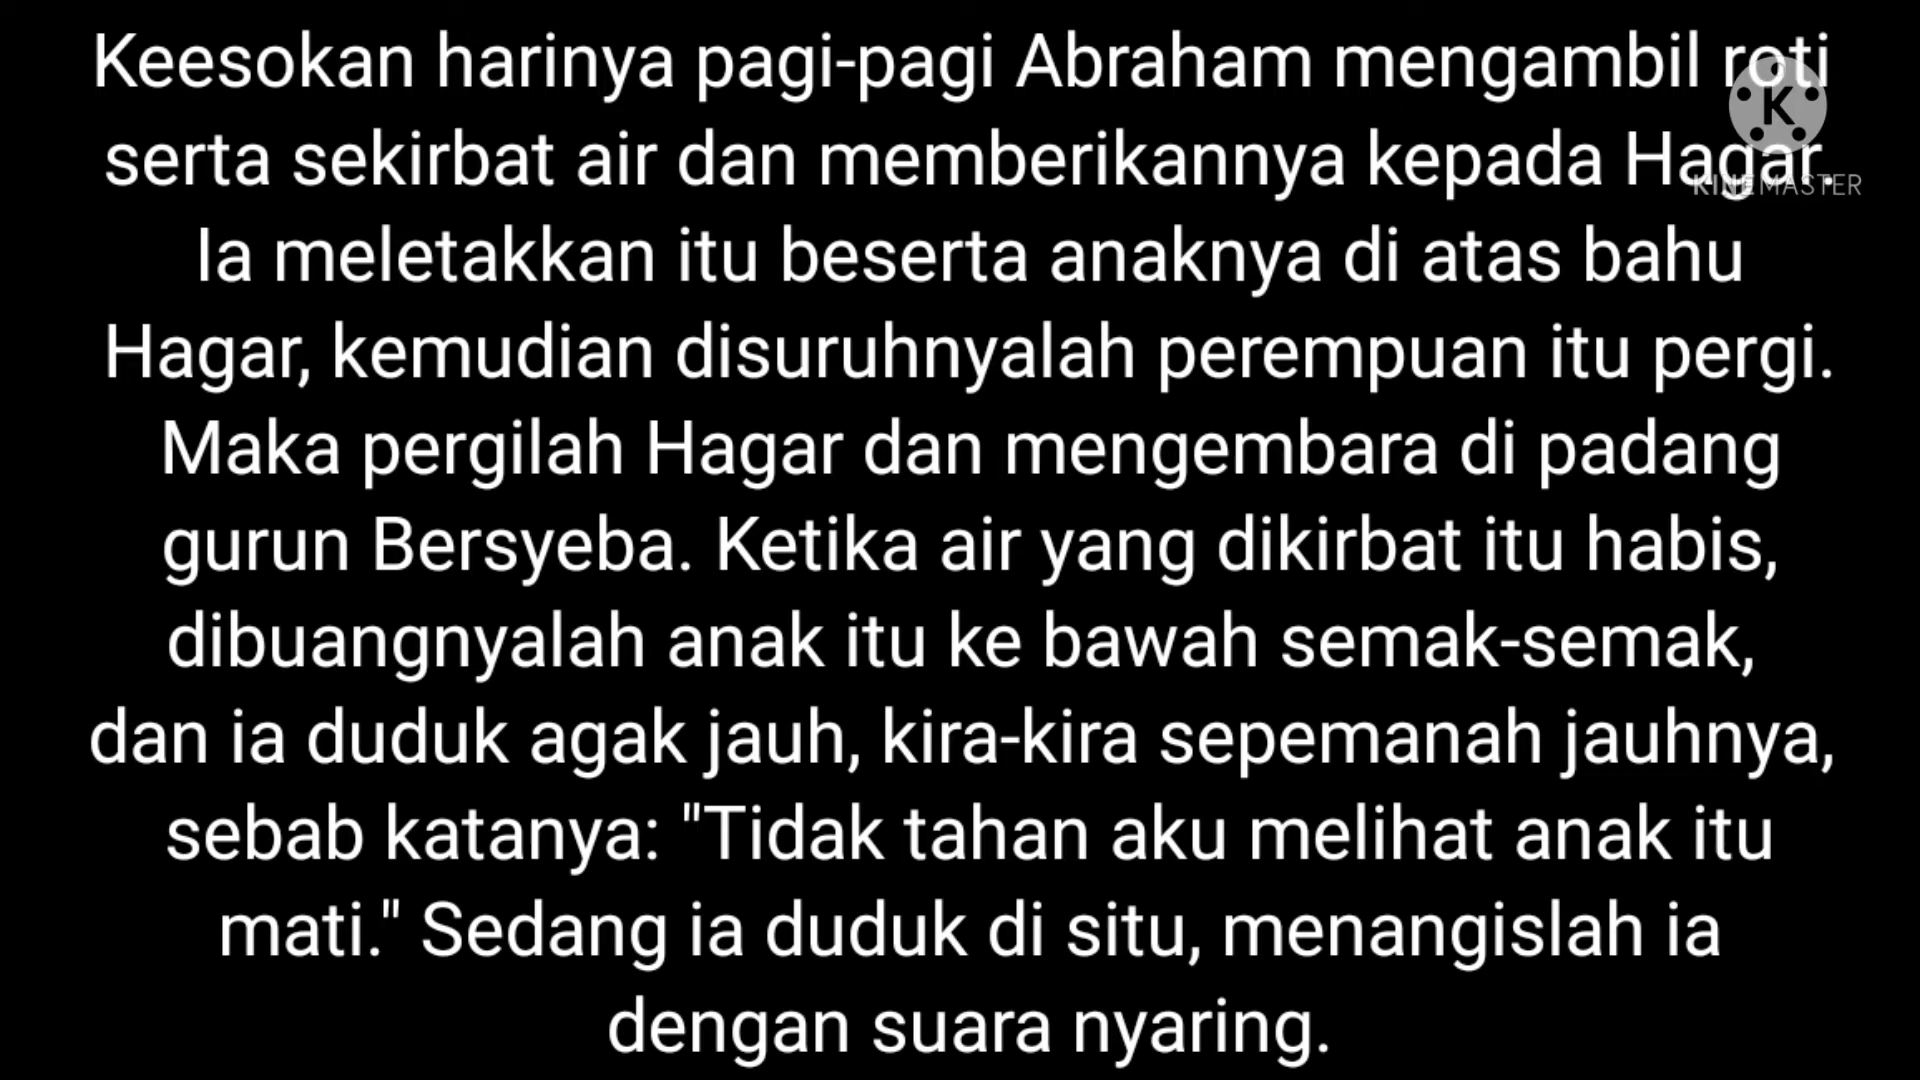 Keesokan harinya pagi-pagi Abraham mengambil roti
serta sekirbat air dan memberikannya kepada Hagar.
Ia meletakkan itu beserta anaknya di atas bahu
Hagar, kemudian disuruhnyalah perempuan itu pergi.
Maka pergilah Hagar dan mengembara di padang
gurun Bersyeba. Ketika air yang dikirbat itu habis,
dibuangnyalah anak itu ke bawah semak-semak,
dan ia duduk agak jauh, kira-kira sepemanah jauhnya,
sebab katanya: "Tidak tahan aku melihat anak itu
mati." Sedang ia duduk di situ, menangislah ia
dengan suara nyaring.
K
KINEMASTER